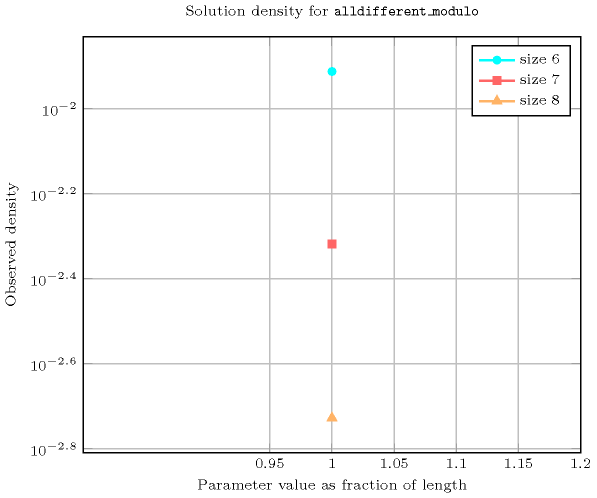 Solution density for alldifferent_modulo
size 6
size 7
size 8
10^−2
10^−2.2
10^−2.4
10^−2.6
10^−2.8
Observed density
0.95 1 1.05 1.1 1.15 1.2
Parameter value as fraction of length